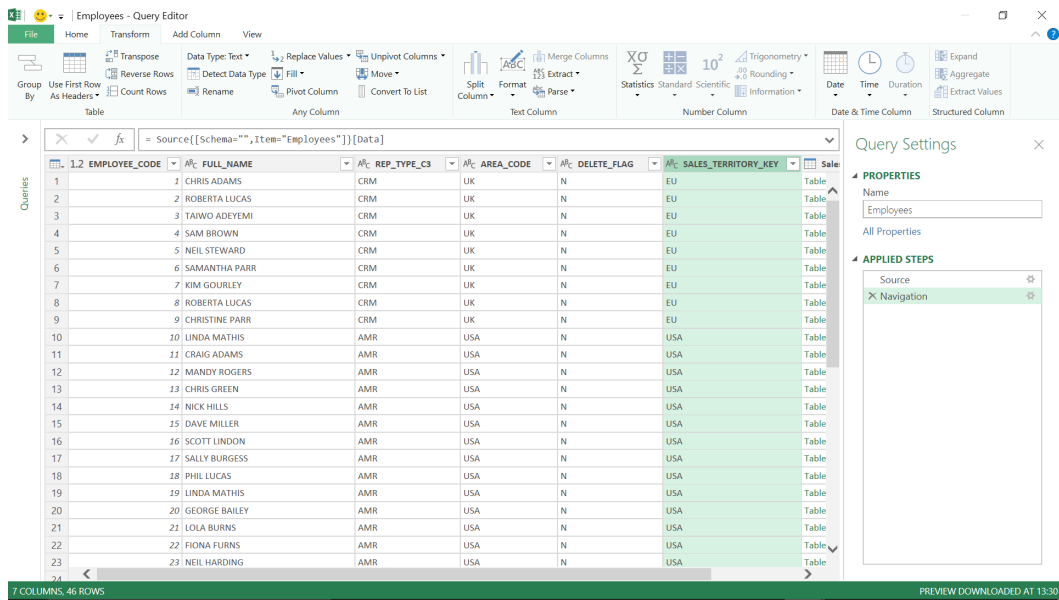 Employees - Query Editor
File Home Transform Add Column View
Group By
Use First Row As Headers
Transpose
Reverse Rows
Count Rows
Table
Data Type: Text
Detect Data Type
Rename
Replace Values
Fill
Pivot Column
Unpivot Columns
Move
Convert To List
Any Column
Split Column
Format
Merge Columns
Extract
Parse
Text Column
Statistics
Standard
Scientific
Trigonometry
Rounding
Information
Number Column
Date
Time
Duration
Date & Time Column
Expand
Aggregate
Extract Values
Structured Column
Queries
fx = Source{[Schema="",Item="Employees"]}[Data]
1.2 EMPLOYEE_CODE ABC FULL_NAME ABC REP_TYPE_C3 ABC AREA_CODE ABC DELETE_FLAG ABC SALES_TERRITORY_KEY Sales
1 1 CHRIS ADAMS CRM UK N EU Table
2 2 ROBERTA LUCAS CRM UK N EU Table
3 3 TAIWO ADEYEMI CRM UK N EU Table
4 4 SAM BROWN CRM UK N EU Table
5 5 NEIL STEWARD CRM UK N EU Table
6 6 SAMANTHA PARR CRM UK N EU Table
7 7 KIM GOURLEY CRM UK N EU Table
8 8 ROBERTA LUCAS CRM UK N EU Table
9 9 CHRISTINE PARR CRM UK N EU Table
10 10 LINDA MATHIS AMR USA N USA Table
11 11 CRAIG ADAMS AMR USA N USA Table
12 12 MANDY ROGERS AMR USA N USA Table
13 13 CHRIS GREEN AMR USA N USA Table
14 14 NICK HILLS AMR USA N USA Table
15 15 DAVE MILLER AMR USA N USA Table
16 16 SCOTT LINDON AMR USA N USA Table
17 17 SALLY BURGESS AMR USA N USA Table
18 18 PHIL LUCAS AMR USA N USA Table
19 19 LINDA MATHIS AMR USA N USA Table
20 20 GEORGE BAILEY AMR USA N USA Table
21 21 LOLA BURNS AMR USA N USA Table
22 22 FIONA FURNS AMR USA N USA Table
23 23 NEIL HARDING AMR USA N USA Table
24
Query Settings
PROPERTIES
Name
Employees
All Properties
APPLIED STEPS
Source
Navigation
7 COLUMNS, 46 ROWS
PREVIEW DOWNLOADED AT 13:30